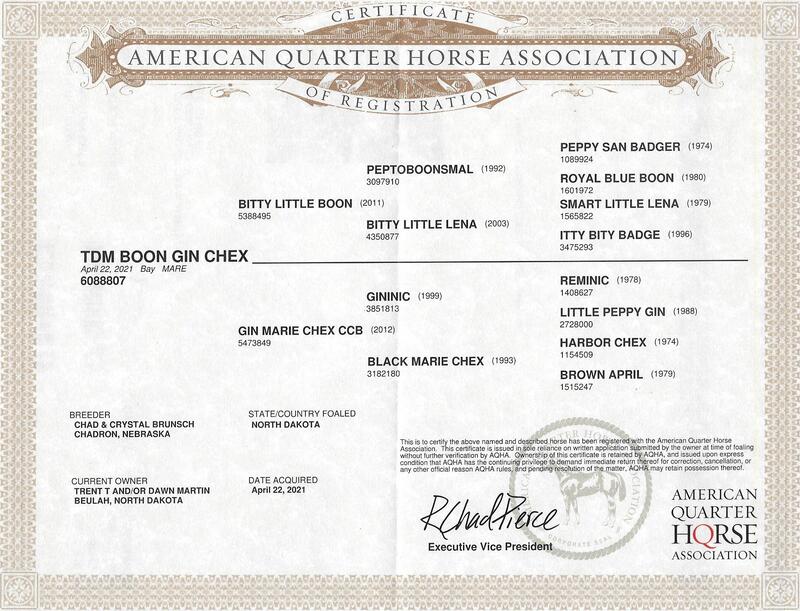 CERTIFICATE
AMERICAN QUARTER HORSE ASSOCIATION
OF REGISTRATION
PEPPY SAN BADGER (1974)
1089924
PEPTOBOONSMAL (1992)
3097910
ROYAL BLUE BOON (1980)
1601972
BITTY LITTLE BOON (2011)
5388495
SMART LITTLE LENA (1979)
1565822
BITTY LITTLE LENA (2003)
4350877
ITTY BITY BADGE (1996)
3475293
TDM BOON GIN CHEX
April 22, 2021 Bay MARE
6088807
REMINIC (1978)
1408627
GININIC (1999)
3851813
LITTLE PEPPY GIN (1988)
2728000
GIN MARIE CHEX CCB (2012)
5473849
HARBOR CHEX (1974)
1154509
BLACK MARIE CHEX (1993)
3182180
BROWN APRIL (1979)
1515247
BREEDER
CHAD & CRYSTAL BRUNSCH
CHADRON, NEBRASKA
STATE/COUNTRY FOALED
NORTH DAKOTA
CURRENT OWNER
TRENT T AND/OR DAWN MARTIN
BEULAH, NORTH DAKOTA
DATE ACQUIRED
April 22, 2021
This is to certify the above named and described horse has been registered with the American Quarter Horse
Association. This certificate is issued in sole reliance on written application submitted by the owner at time of foaling
without further verification by AQHA. Ownership of this certificate is retained by AQHA, and issued upon express
condition that AQHA has the continuing privilege to demand immediate return thereof for correction, cancellation, or
any other official reason AQHA rules, and pending resolution of the matter, AQHA may retain possession thereof.
R Chad Pierce
Executive Vice President
CORPORATE SEAL
AMERICAN
QUARTER
HORSE
ASSOCIATION